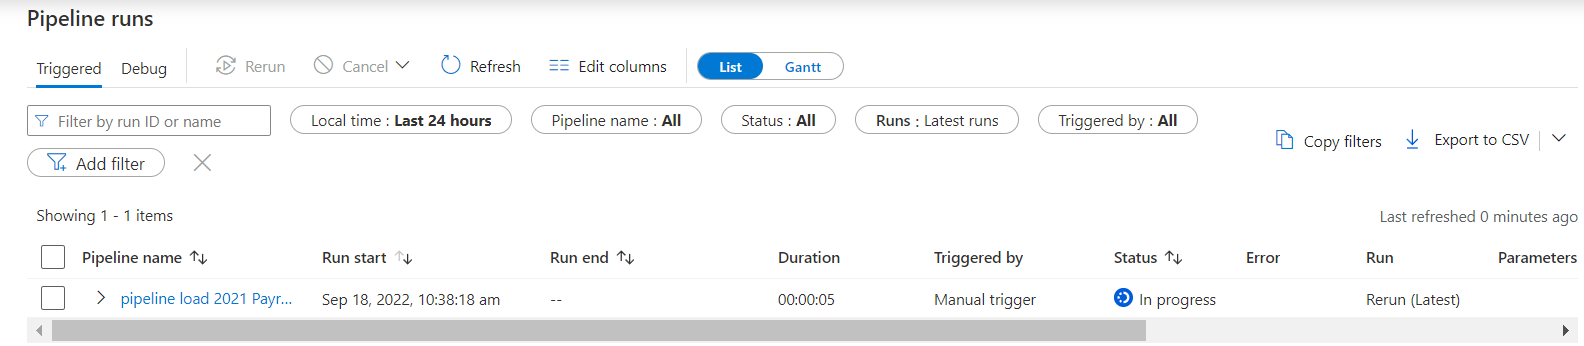 Pipeline runs
Triggered Debug Rerun Cancel Refresh Edit columns List Gantt
Filter by run ID or name Local time : Last 24 hours Pipeline name : All Status : All Runs : Latest runs Triggered by : All
Copy filters Export to CSV
Add filter
Showing 1 - 1 items
Last refreshed 0 minutes ago
Pipeline name Run start Run end Duration Triggered by Status Error Run Parameters
pipeline load 2021 Payr... Sep 18, 2022, 10:38:18 am -- 00:00:05 Manual trigger In progress Rerun (Latest)